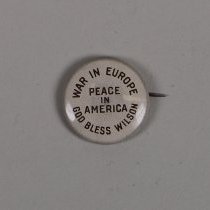 WAR IN EUROPE
PEACE
IN
AMERICA
GOD BLESS WILSON